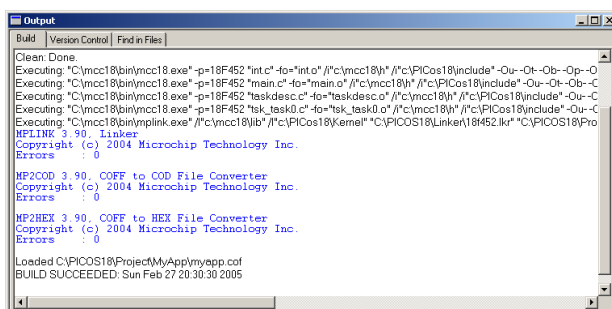 Output
Build Version Control Find in Files
Clean: Done.
Executing: "C:\mcc18\bin\mcc18.exe" -p=18F452 "int.c" -fo="int.o" /i"c:\mcc18\h" /i"c:\PICos18\include" -Ou- -Ot- -Ob- -Op- -O
Executing: "C:\mcc18\bin\mcc18.exe" -p=18F452 "main.c" -fo="main.o" /i"c:\mcc18\h" /i"c:\PICos18\include" -Ou- -Ot- -Ob- -O
Executing: "C:\mcc18\bin\mcc18.exe" -p=18F452 "taskdesc.c" -fo="taskdesc.o" /i"c:\mcc18\h" /i"c:\PICos18\include" -Ou- -O
Executing: "C:\mcc18\bin\mcc18.exe" -p=18F452 "tsk_task0.c" -fo="tsk_task0.o" /i"c:\mcc18\h" /i"c:\PICos18\include" -Ou- -O
Executing: "C:\mcc18\bin\mplink.exe" /l"c:\mcc18\lib" /l"c:\PICos18\Kernel" "C:\PICOS18\Linker\18f452.lkr" "C:\PICOS18\Pro
MPLINK 3.90, Linker
Copyright (c) 2004 Microchip Technology Inc.
Errors : 0
MP2COD 3.90, COFF to COD File Converter
Copyright (c) 2004 Microchip Technology Inc.
Errors : 0
MP2HEX 3.90, COFF to HEX File Converter
Copyright (c) 2004 Microchip Technology Inc.
Errors : 0
Loaded C:\PICOS18\Project\MyApp\myapp.cof
BUILD SUCCEEDED: Sun Feb 27 20:30:30 2005